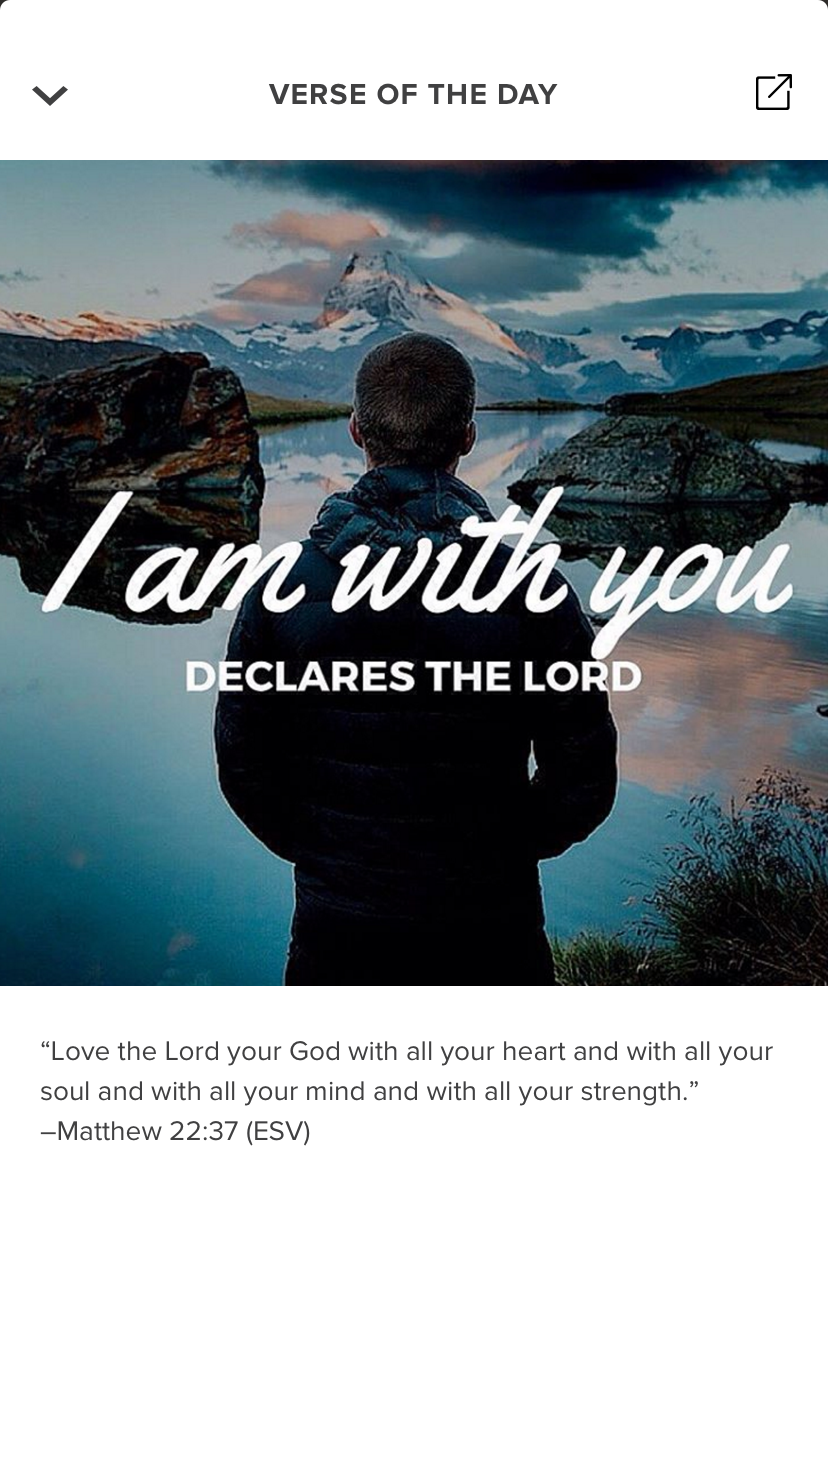 VERSE OF THE DAY
I am with you
DECLARES THE LORD
“Love the Lord your God with all your heart and with all your
soul and with all your mind and with all your strength.”
–Matthew 22:37 (ESV)